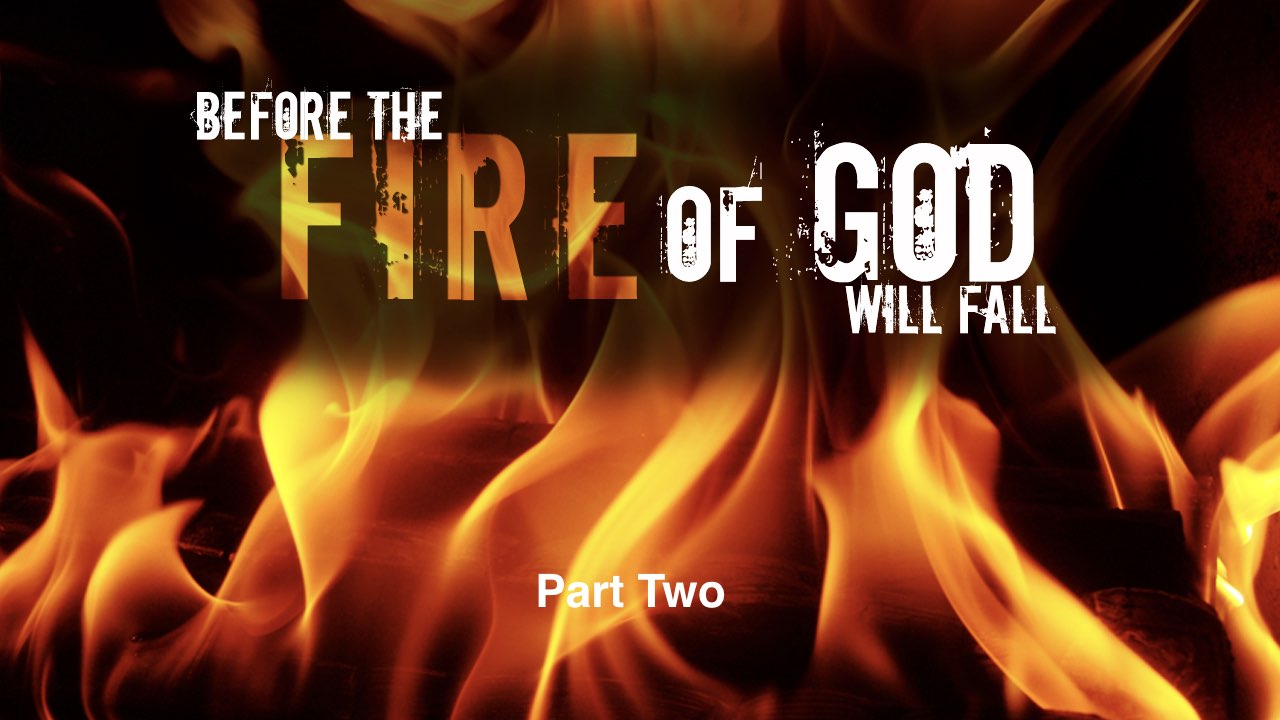 BEFORE THE
FIRE OF GOD
WILL FALL
Part Two